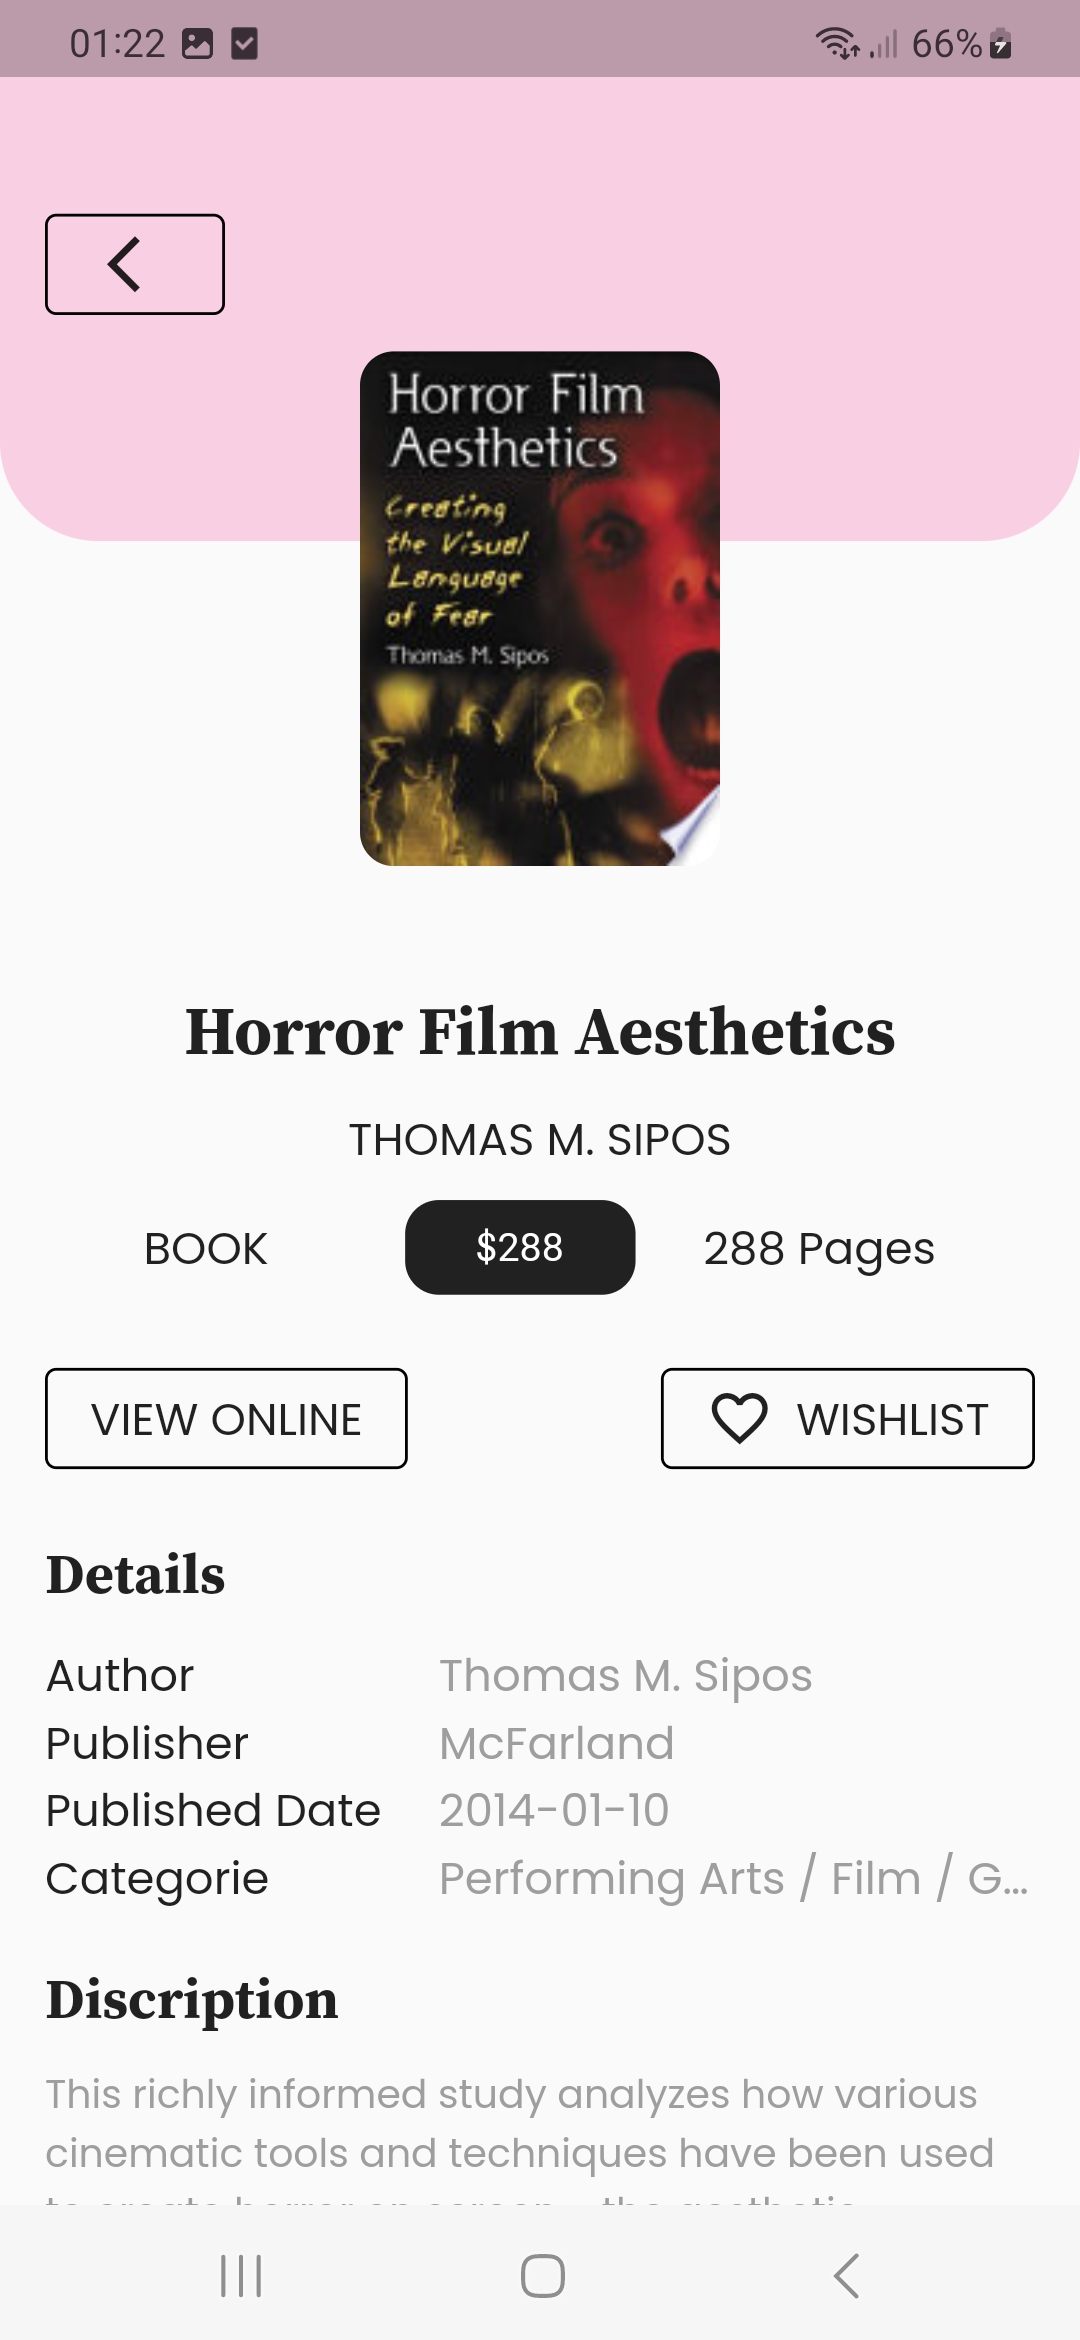 01:22
66%
Horror Film
Aesthetics
Creating
the Visual
Language
of Fear
Thomas M. Sipos
Horror Film Aesthetics
THOMAS M. SIPOS
BOOK
$288
288 Pages
VIEW ONLINE
WISHLIST
Details
Author Thomas M. Sipos
Publisher McFarland
Published Date 2014-01-10
Categorie Performing Arts / Film / G...
Discription
This richly informed study analyzes how various
cinematic tools and techniques have been used